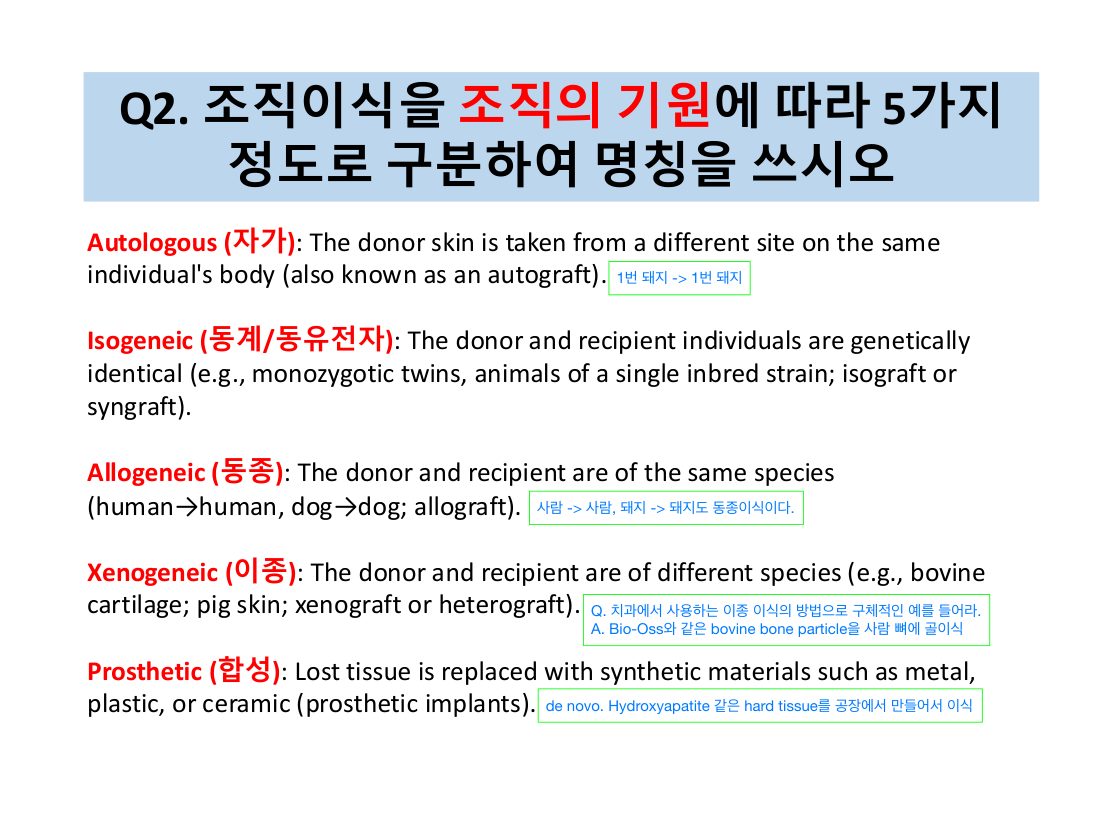 Q2. 조직이식을 조직의 기원에 따라 5가지
정도로 구분하여 명칭을 쓰시오
Autologous (자가): The donor skin is taken from a different site on the same
individual's body (also known as an autograft).
1번 돼지 -> 1번 돼지
Isogeneic (동계/동유전자): The donor and recipient individuals are genetically
identical (e.g., monozygotic twins, animals of a single inbred strain; isograft or
syngraft).
Allogeneic (동종): The donor and recipient are of the same species
(human→human, dog→dog; allograft).
사람 -> 사람, 돼지 -> 돼지도 동종이식이다.
Xenogeneic (이종): The donor and recipient are of different species (e.g., bovine
cartilage; pig skin; xenograft or heterograft).
Q. 치과에서 사용하는 이종 이식의 방법으로 구체적인 예를 들어라.
A. Bio-Oss와 같은 bovine bone particle을 사람 뼈에 골이식
Prosthetic (합성): Lost tissue is replaced with synthetic materials such as metal,
plastic, or ceramic (prosthetic implants).
de novo. Hydroxyapatite 같은 hard tissue를 공장에서 만들어서 이식